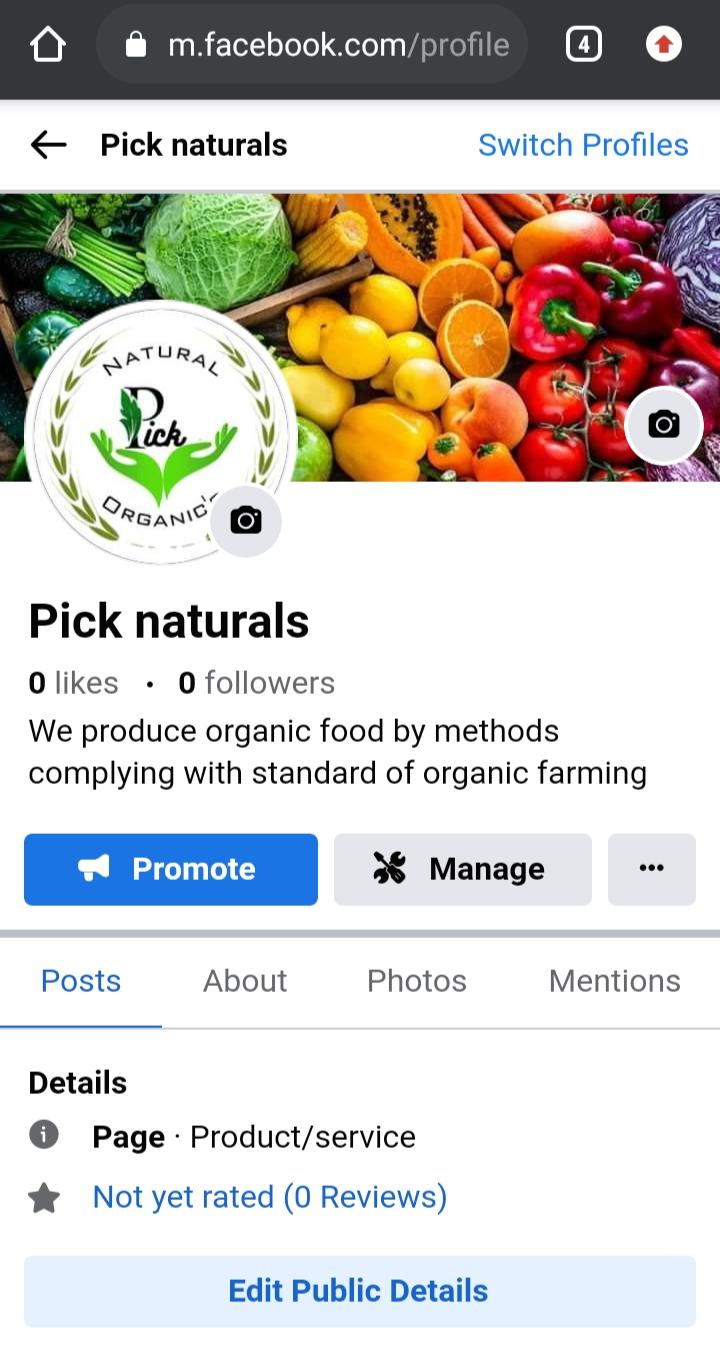 m.facebook.com/profile
4
Pick naturals
Switch Profiles
NATURAL
Pick
ORGANIC'
Pick naturals
0 likes · 0 followers
We produce organic food by methods
complying with standard of organic farming
Promote
Manage
Posts
About
Photos
Mentions
Details
Page · Product/service
Not yet rated (0 Reviews)
Edit Public Details